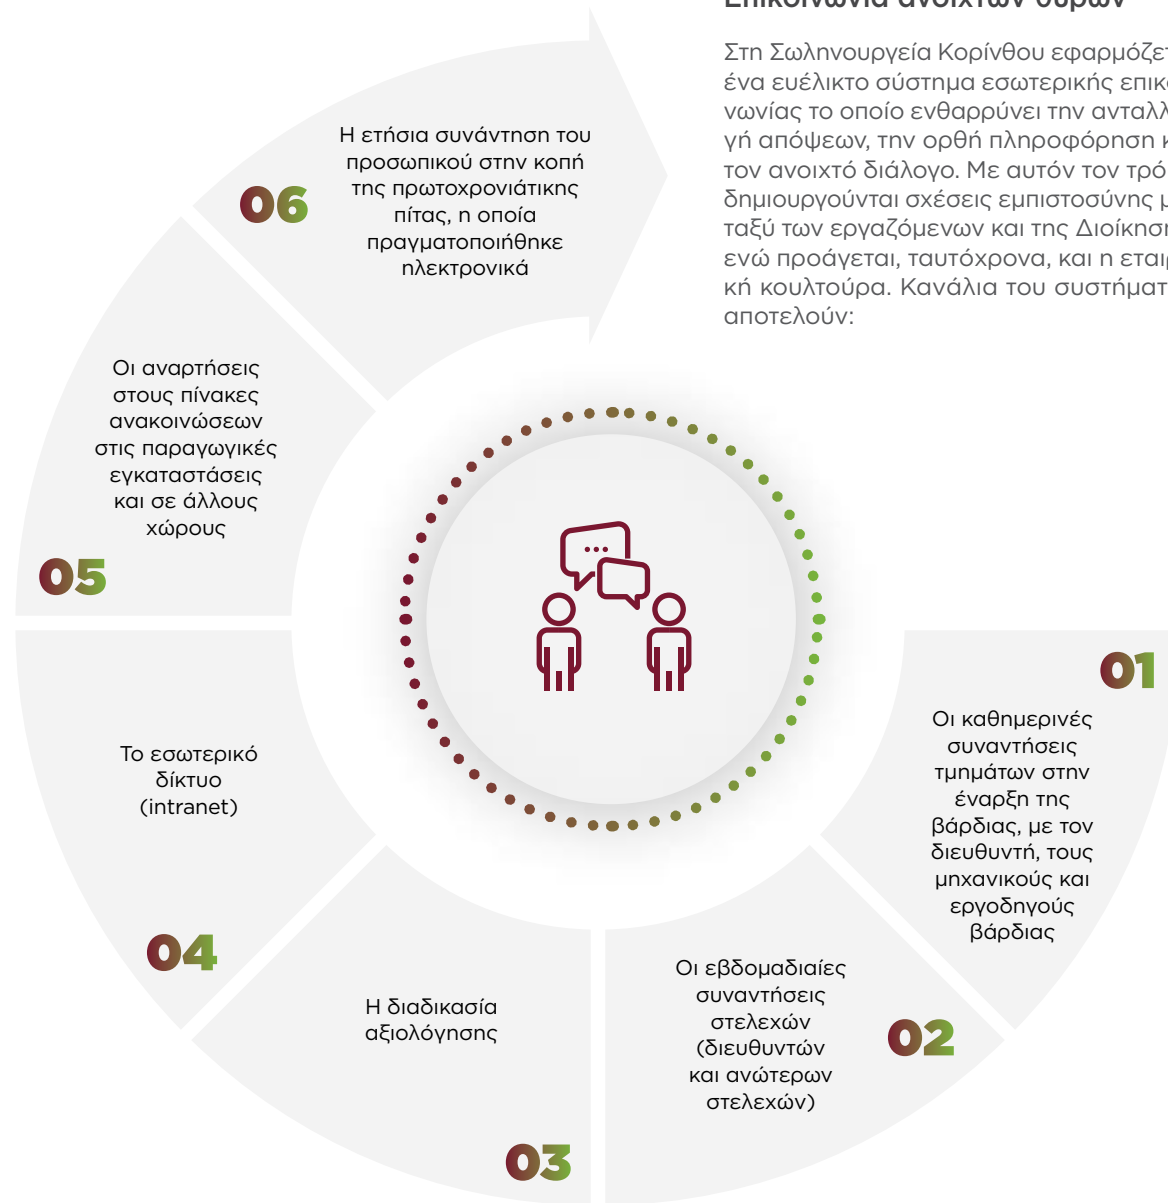 Επικοινωνία ανοιχτών θυρών
Στη Σωληνουργεία Κορίνθου εφαρμόζετ
ένα ευέλικτο σύστημα εσωτερικής επικο
νωνίας το οποίο ενθαρρύνει την ανταλλ
γή απόψεων, την ορθή πληροφόρηση κ
τον ανοιχτό διάλογο. Με αυτόν τον τρό
δημιουργούνται σχέσεις εμπιστοσύνης μ
ταξύ των εργαζόμενων και της Διοίκηση
ενώ προάγεται, ταυτόχρονα, και η εταιρ
κή κουλτούρα. Κανάλια του συστήματ
αποτελούν:
01
Οι καθημερινές
συναντήσεις
τμημάτων στην
έναρξη της
βάρδιας, με τον
διευθυντή, τους
μηχανικούς και
εργοδηγούς
βάρδιας
02
Οι εβδομαδιαίες
συναντήσεις
στελεχών
(διευθυντών
και ανώτερων
στελεχών)
03
Η διαδικασία
αξιολόγησης
04
Το εσωτερικό
δίκτυο
(intranet)
05
Οι αναρτήσεις
στους πίνακες
ανακοινώσεων
στις παραγωγικές
εγκαταστάσεις
και σε άλλους
χώρους
06
Η ετήσια συνάντηση του
προσωπικού στην κοπή
της πρωτοχρονιάτικης
πίτας, η οποία
πραγματοποιήθηκε
ηλεκτρονικά